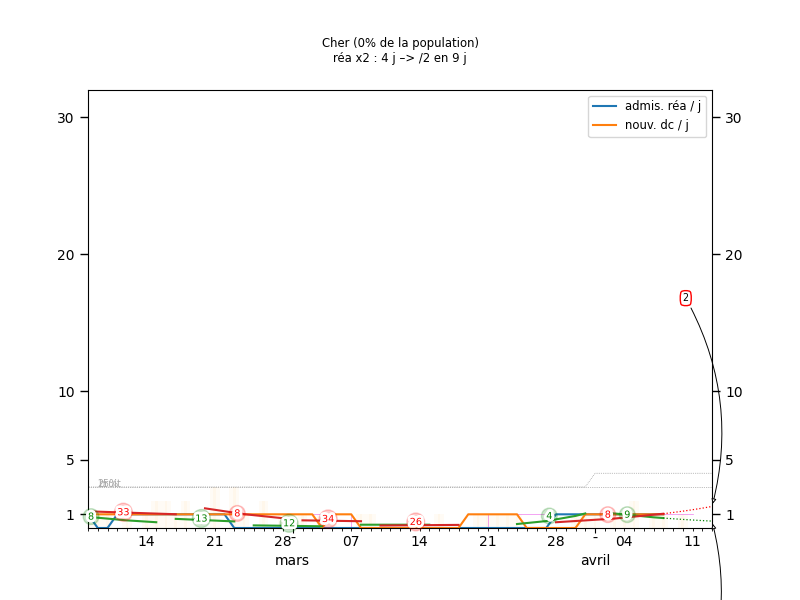 Cher (0% de la population)
réa x2 : 4 j –> /2 en 9 j
admis. réa / j
nouv. dc / j
30 30
20 20
2
10 10
5 5
1 1
8 33 13 8 12 34 26 4 8 9
14 21 28 07 14 21 28 - 04 11
mars avril